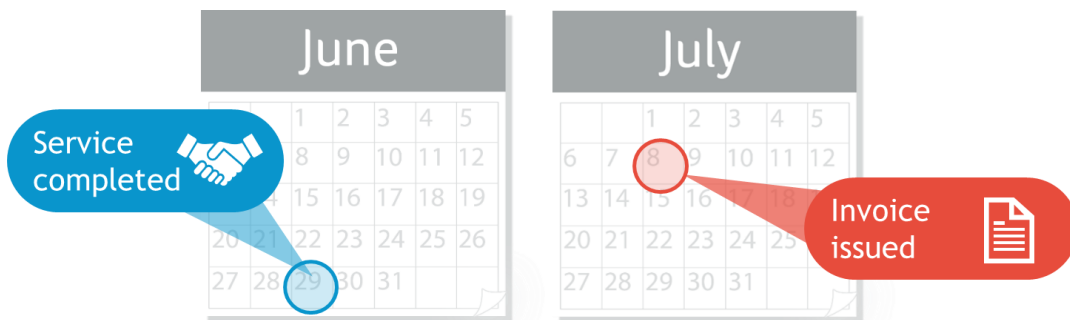 June
1 2 3 4 5
8 9 10 11 12
15 16 17 18 19
20 21 22 23 24 25 26
27 28 29 30 31
Service
completed
July
1 2 3 4 5
6 7 8 9 10 11 12
13 14 15 16 17 18
20 21 22 23 24 25
27 28 29 30 31
Invoice
issued